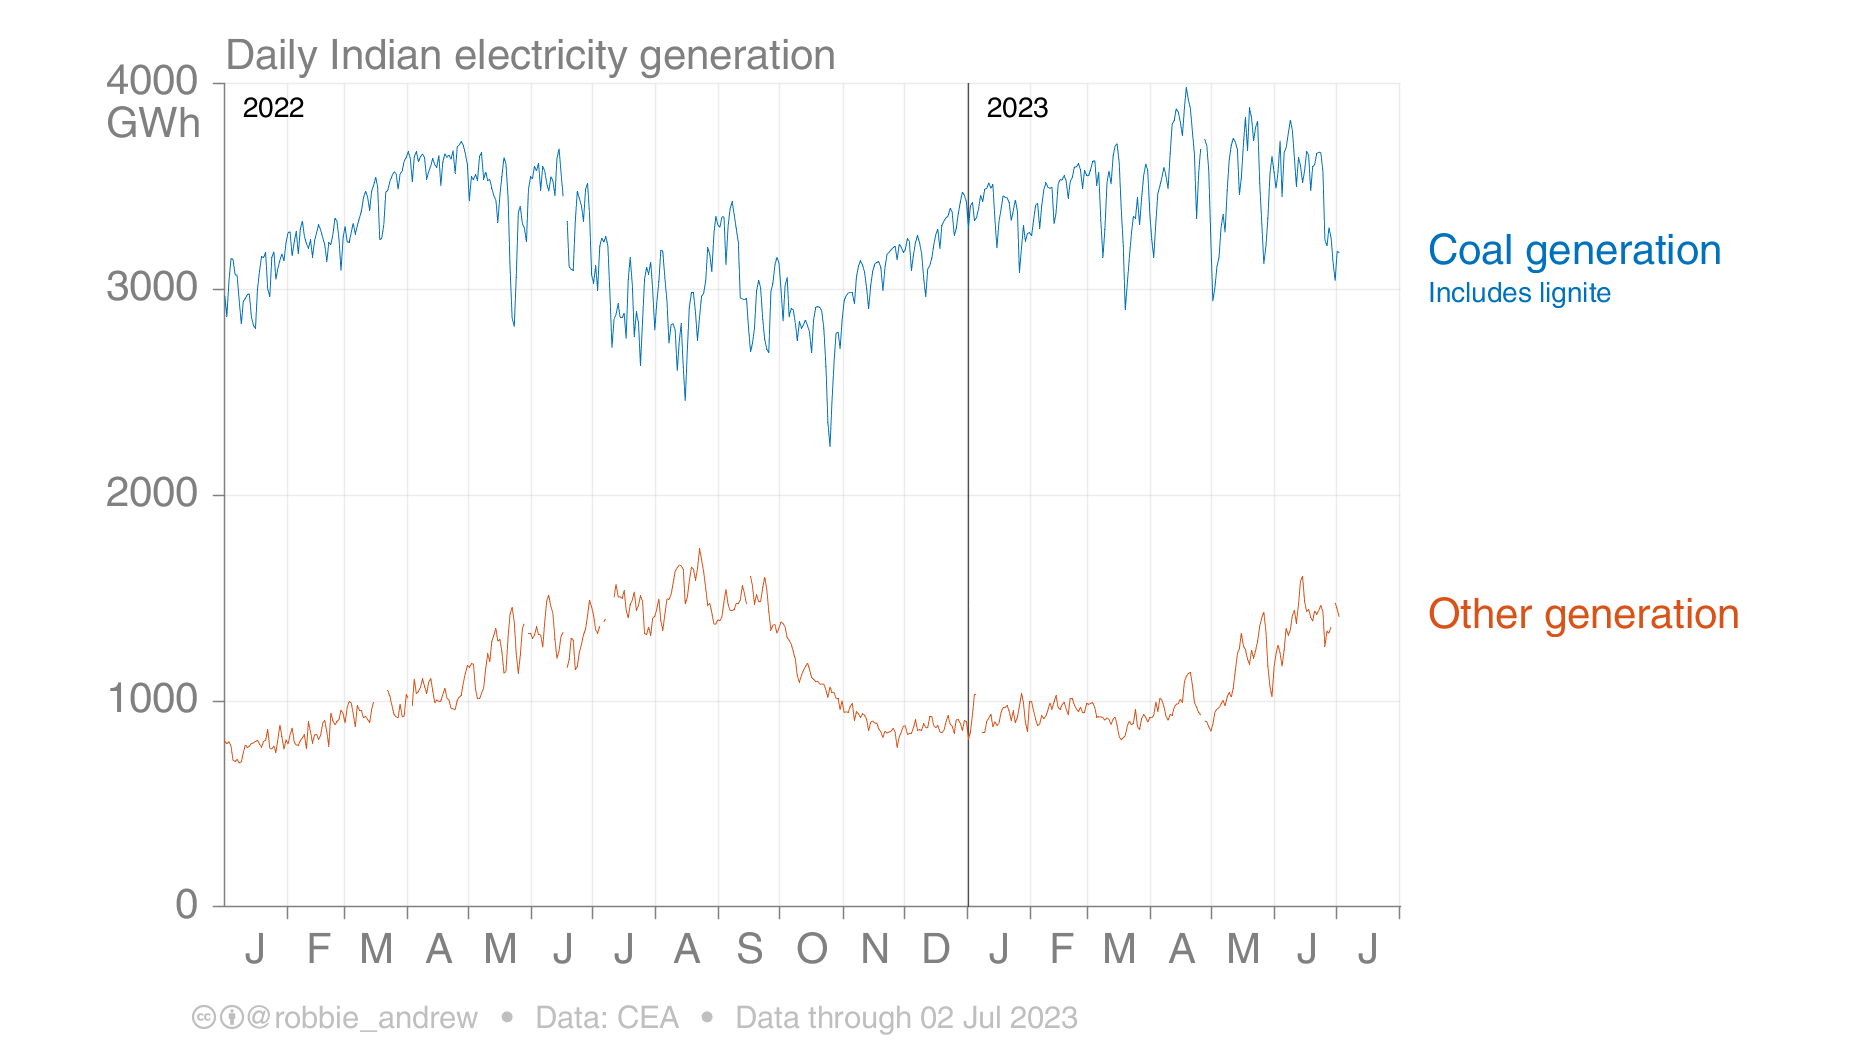 Daily Indian electricity generation
4000
GWh
2022
2023
3000
2000
1000
0
Coal generation
Includes lignite
Other generation
J F M A M J J A S O N D J F M A M J J
@robbie_andrew • Data: CEA • Data through 02 Jul 2023